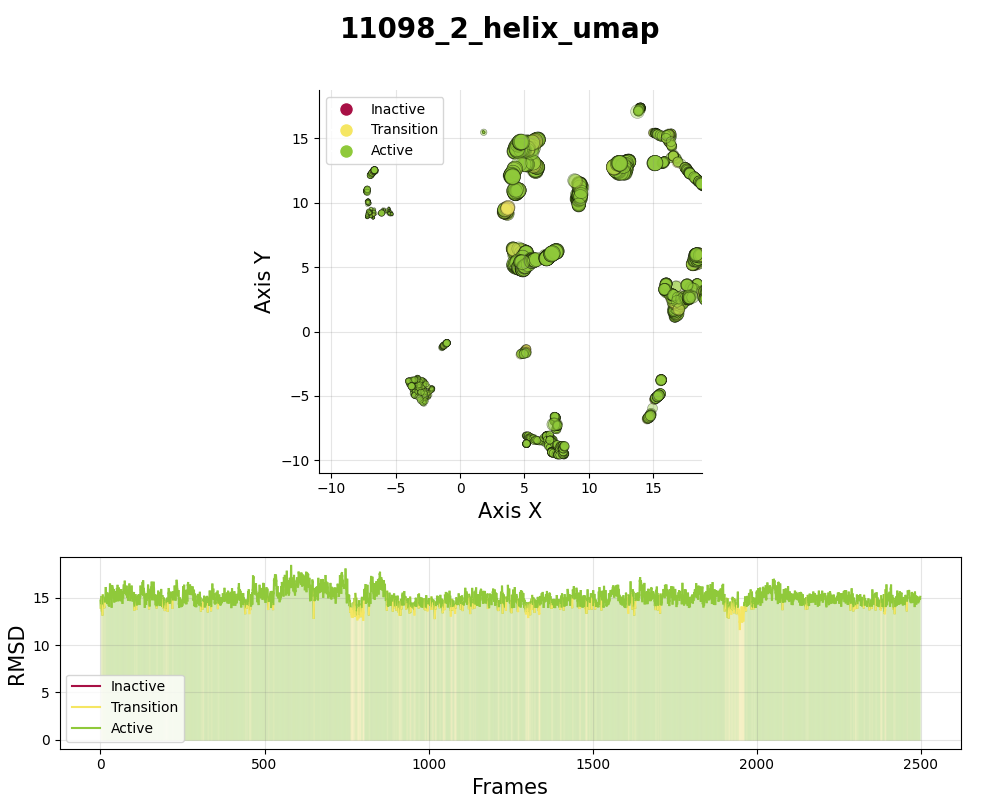 11098_2_helix_umap
Inactive
Transition
Active
15
10
5
0
−5
−10
Axis Y
−10 −5 0 5 10 15
Axis X
15
10
5
0
RMSD
Inactive
Transition
Active
0 500 1000 1500 2000 2500
Frames